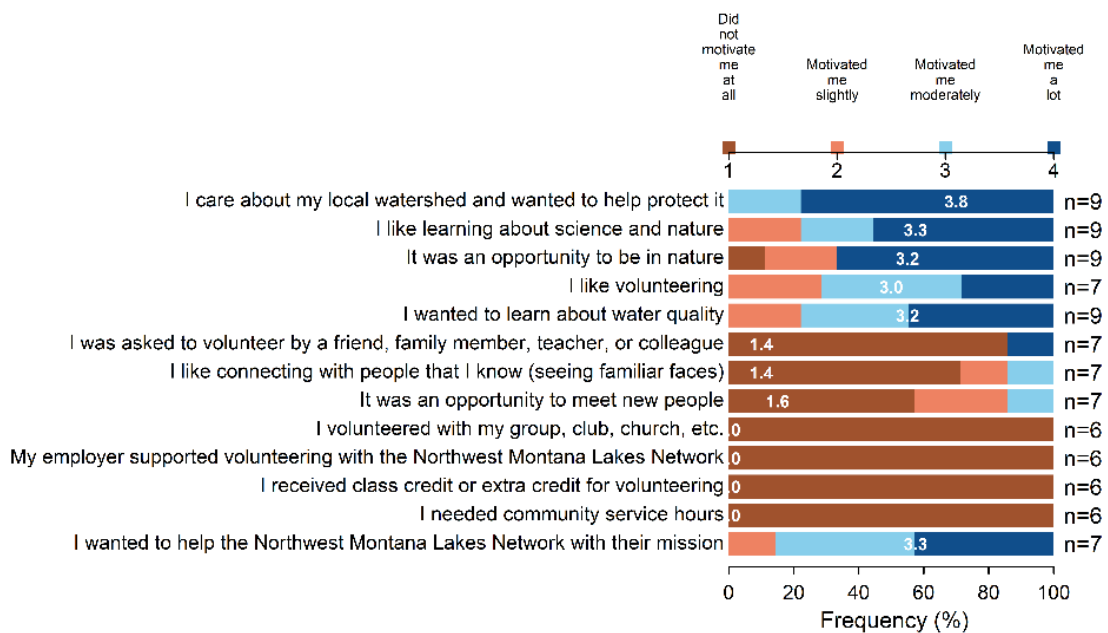 Did
not
motivate
me
at
all
Motivated
me
slightly
Motivated
me
moderately
Motivated
me
a
lot
1 2 3 4
I care about my local watershed and wanted to help protect it 3.8 n=9
I like learning about science and nature 3.3 n=9
It was an opportunity to be in nature 3.2 n=9
I like volunteering 3.0 n=7
I wanted to learn about water quality 3.2 n=9
I was asked to volunteer by a friend, family member, teacher, or colleague 1.4 n=7
I like connecting with people that I know (seeing familiar faces) 1.4 n=7
It was an opportunity to meet new people 1.6 n=7
I volunteered with my group, club, church, etc. .0 n=6
My employer supported volunteering with the Northwest Montana Lakes Network .0 n=6
I received class credit or extra credit for volunteering .0 n=6
I needed community service hours .0 n=6
I wanted to help the Northwest Montana Lakes Network with their mission 3.3 n=7
0 20 40 60 80 100
Frequency (%)